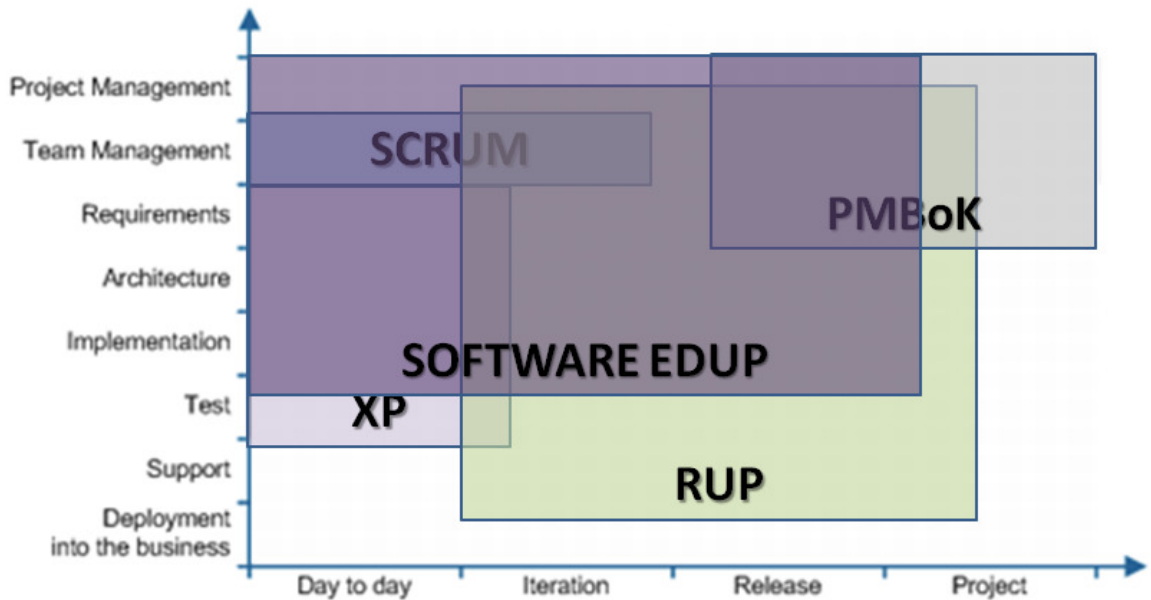 Project Management
Team Management
Requirements
Architecture
Implementation
Test
Support
Deployment
into the business
SCRUM
PMBoK
SOFTWARE EDUP
XP
RUP
Day to day
Iteration
Release
Project